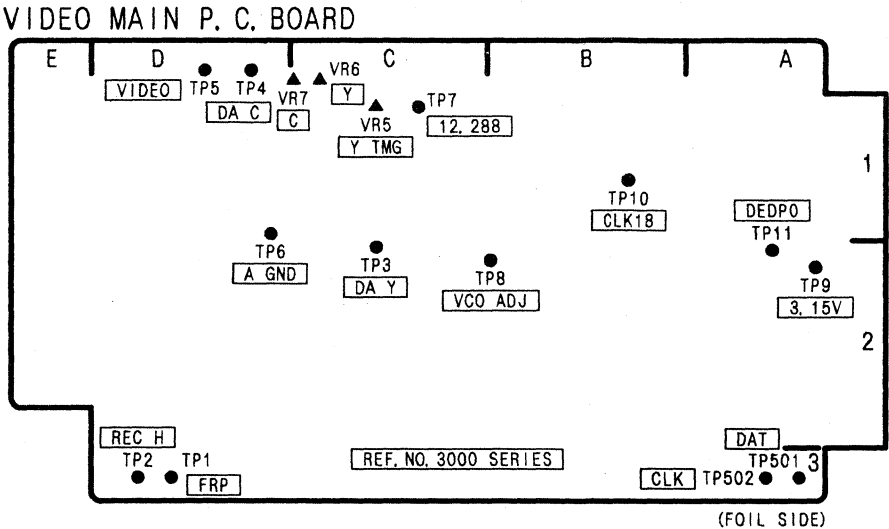 VIDEO MAIN P. C. BOARD
E D C B A
VIDEO TP5 TP4
DA C
VR7
C
VR6
Y
VR5
Y TMG
TP7
12. 288
1
TP10
CLK18
DEDPO
TP11
TP6
A GND
TP3
DA Y
TP8
VCO ADJ
TP9
3. 15V
2
REC H
TP2 TP1
FRP
REF. NO. 3000 SERIES
DAT
TP501
3
CLK TP502
(FOIL SIDE)